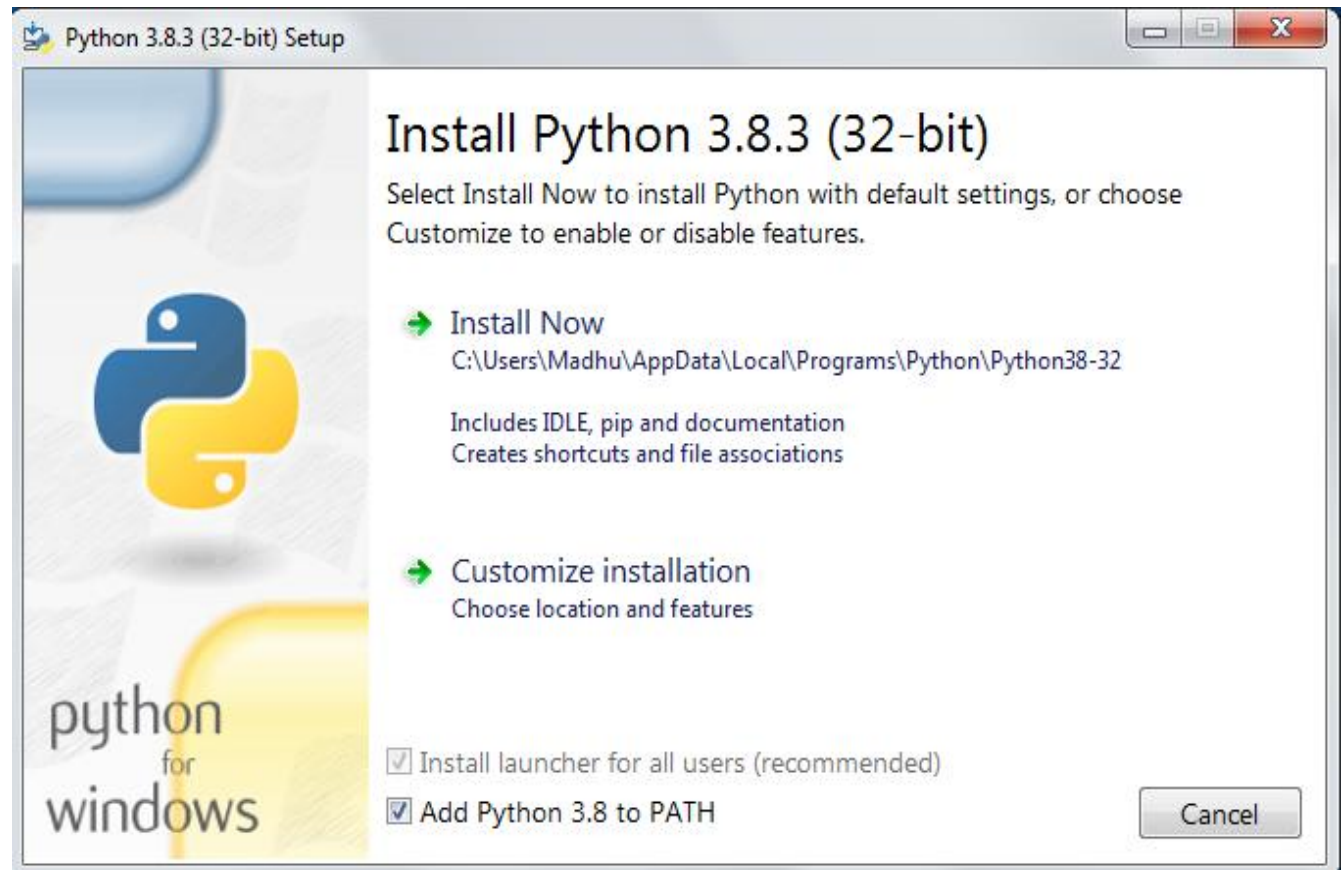 Python 3.8.3 (32-bit) Setup
Install Python 3.8.3 (32-bit)
Select Install Now to install Python with default settings, or choose
Customize to enable or disable features.
Install Now
C:\Users\Madhu\AppData\Local\Programs\Python\Python38-32
Includes IDLE, pip and documentation
Creates shortcuts and file associations
Customize installation
Choose location and features
python
for
windows
Install launcher for all users (recommended)
Add Python 3.8 to PATH
Cancel